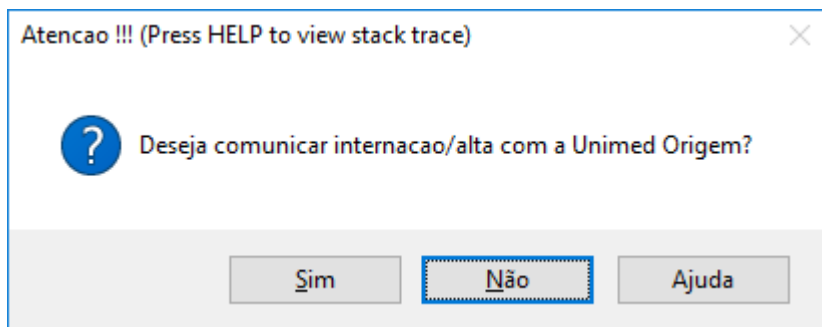 Atencao !!! (Press HELP to view stack trace)
?
Deseja comunicar internacao/alta com a Unimed Origem?
Sim Não Ajuda